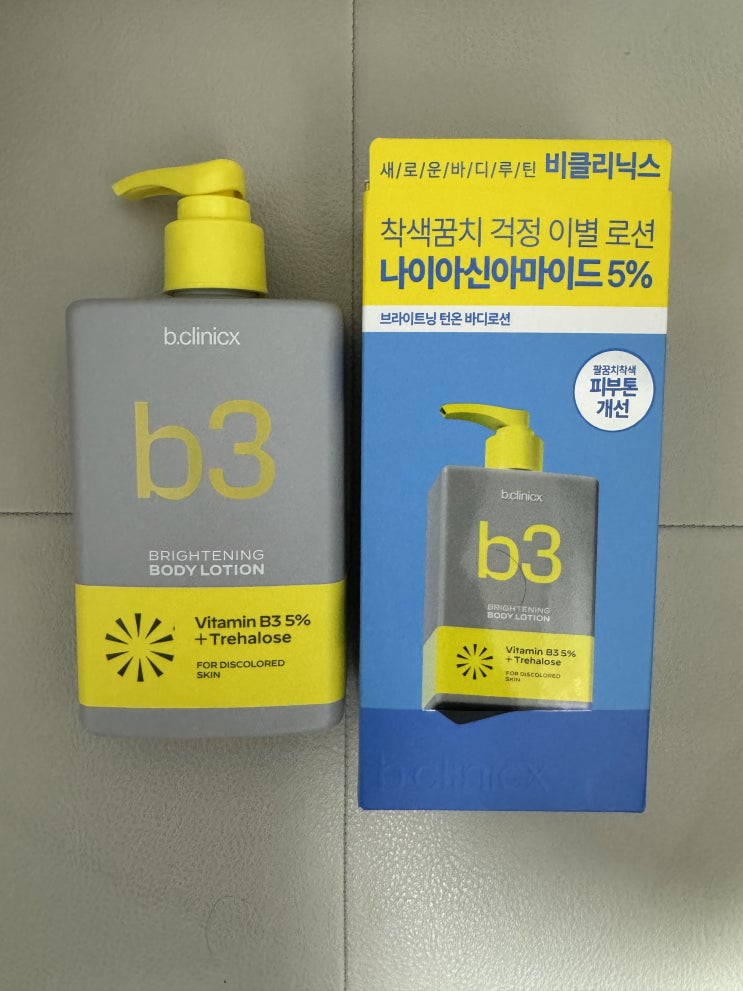 b.clinicx
b3
BRIGHTENING
BODY LOTION
Vitamin B3 5%
+Trehalose
FOR DISCOLORED
SKIN
새/로/운/바/디/루/틴 비클리닉스
착색꿈치 걱정 이별 로션
나이아신아마이드 5%
브라이트닝 턴온 바디로션
팔꿈치착색
피부톤
개선
b.clinicx
b3
BRIGHTENING
BODY LOTION
Vitamin B3 5%
+ Trehalose
FOR DISCOLORED
SKIN
b.clinicx